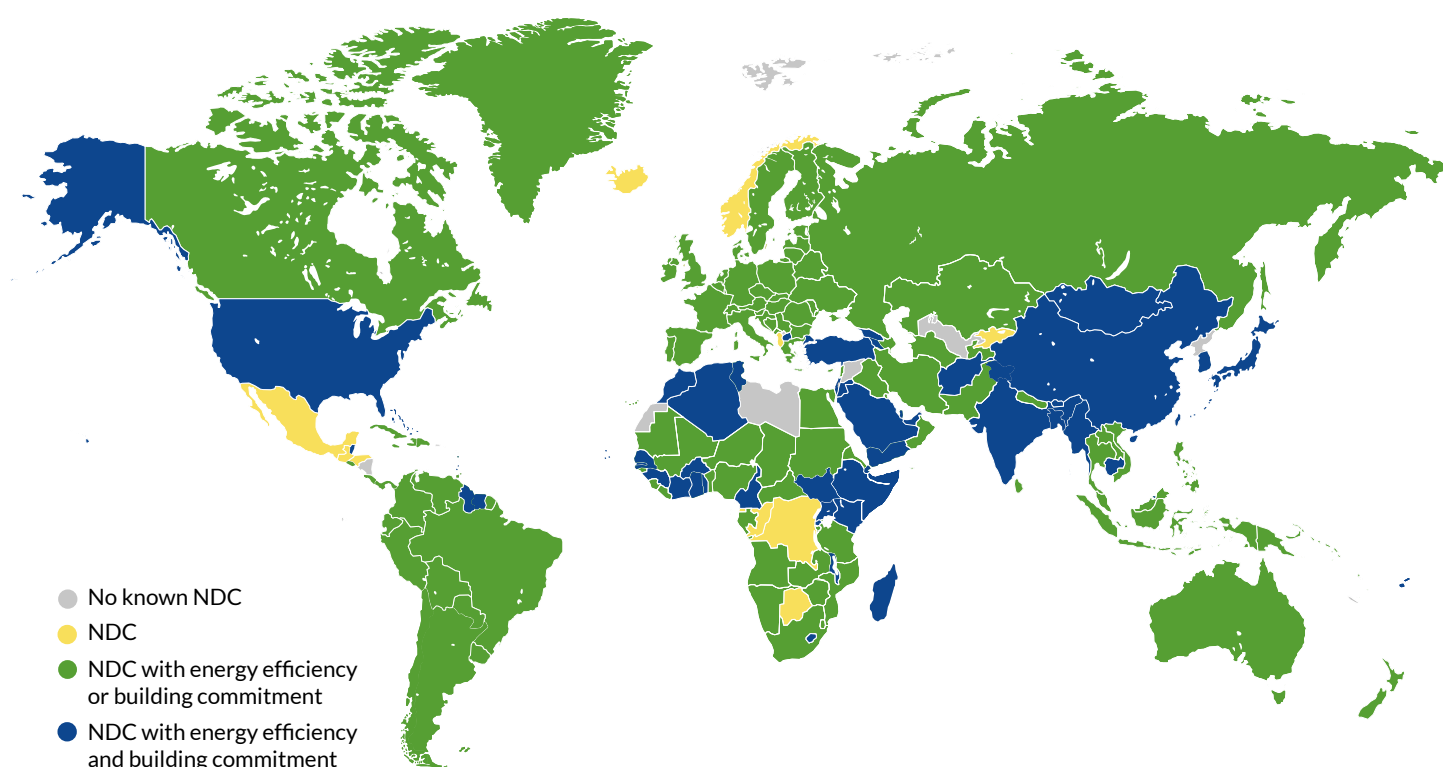 No known NDC
NDC
NDC with energy efficiency
or building commitment
NDC with energy efficiency
and building commitment